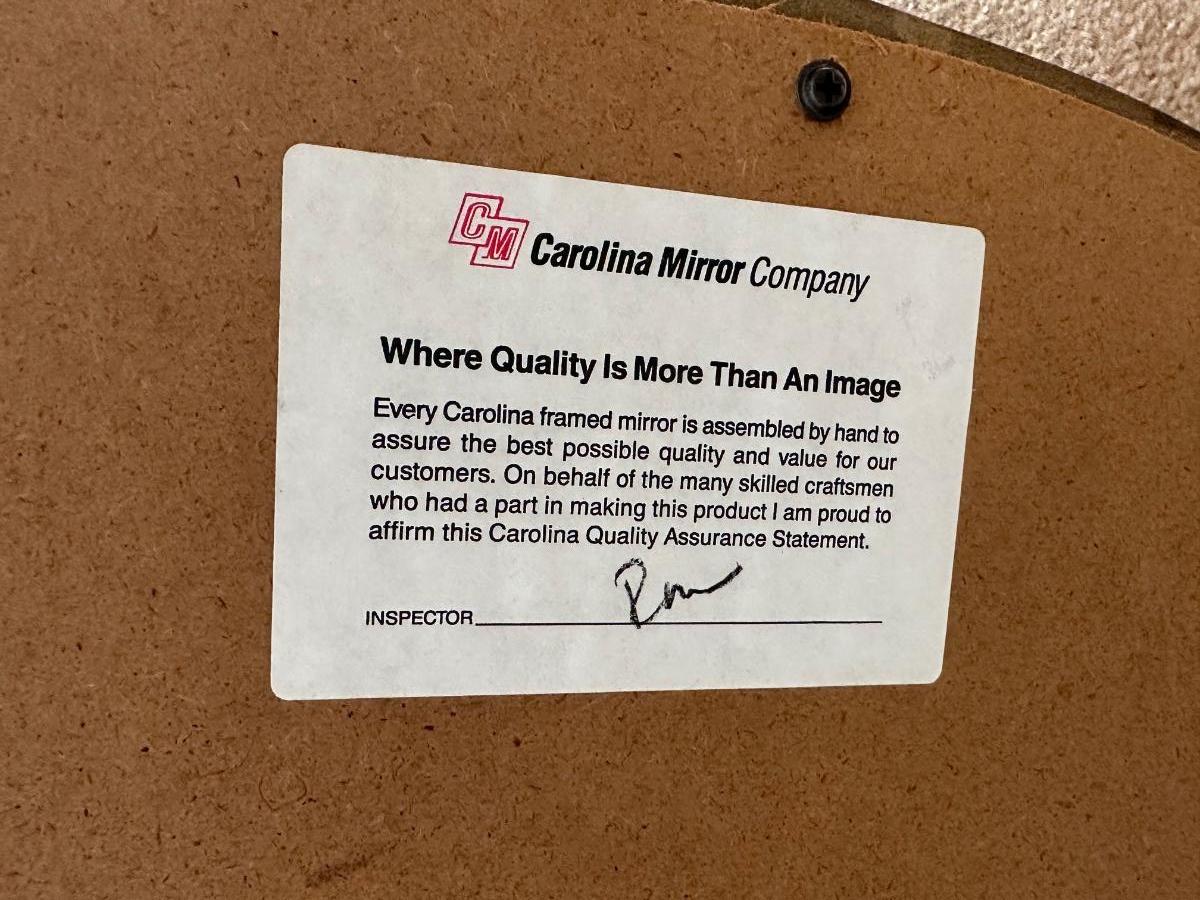 CM Carolina Mirror Company
Where Quality Is More Than An Image
Every Carolina framed mirror is assembled by hand to
assure the best possible quality and value for our
customers. On behalf of the many skilled craftsmen
who had a part in making this product I am proud to
affirm this Carolina Quality Assurance Statement.
INSPECTOR